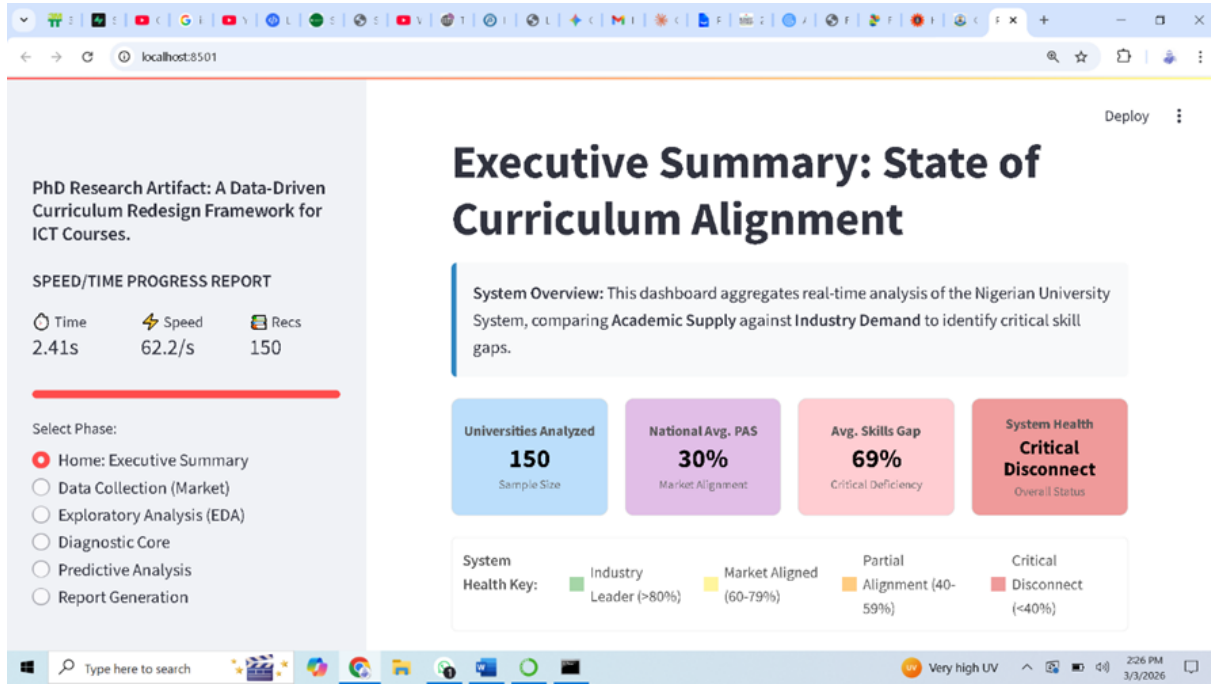 localhost:8501
Deploy
PhD Research Artifact: A Data-Driven
Curriculum Redesign Framework for
ICT Courses.
SPEED/TIME PROGRESS REPORT
Time Speed Recs
2.41s 62.2/s 150
Select Phase:
Home: Executive Summary
Data Collection (Market)
Exploratory Analysis (EDA)
Diagnostic Core
Predictive Analysis
Report Generation
Executive Summary: State of
Curriculum Alignment
System Overview: This dashboard aggregates real-time analysis of the Nigerian University
System, comparing Academic Supply against Industry Demand to identify critical skill
gaps.
Universities Analyzed
150
Sample Size
National Avg. PAS
30%
Market Alignment
Avg. Skills Gap
69%
Critical Deficiency
System Health
Critical
Disconnect
Overall Status
System
Health Key:
Industry
Leader (>80%)
Market Aligned
(60-79%)
Partial
Alignment (40-
59%)
Critical
Disconnect
(<40%)
Type here to search
Very high UV
2:26 PM
3/3/2026